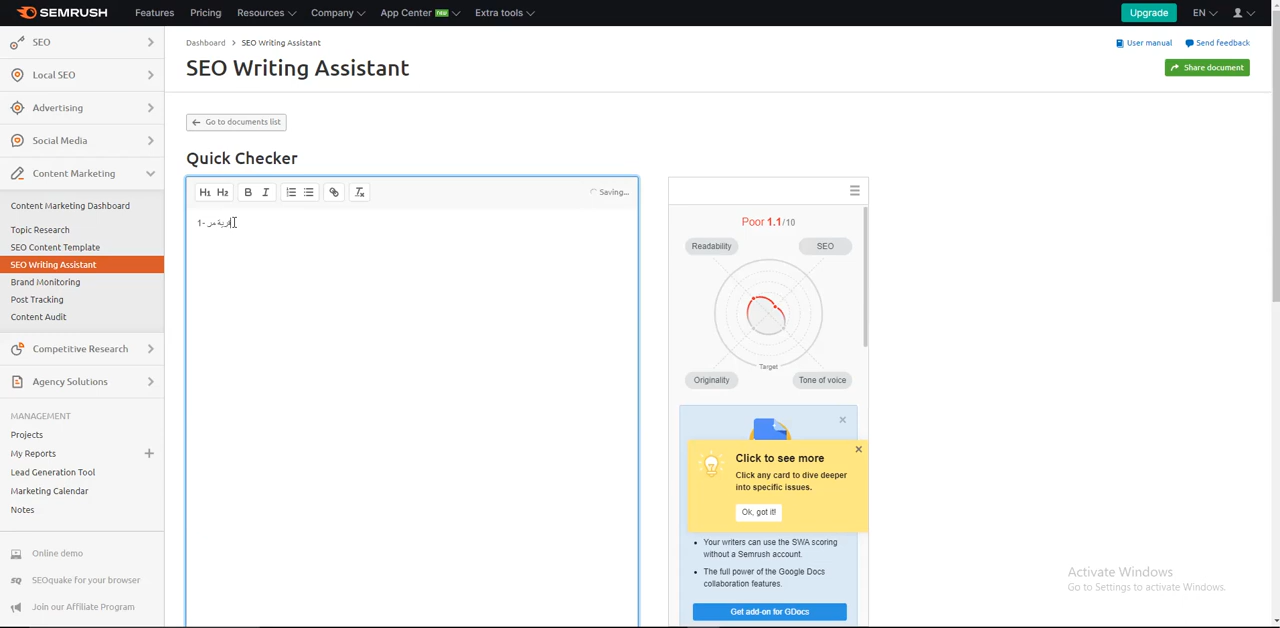 SEMRUSH
Features
Pricing
Resources
Company
App Center NEW
Extra tools
Upgrade
EN
SEO
Local SEO
Advertising
Social Media
Content Marketing
Content Marketing Dashboard
Topic Research
SEO Content Template
SEO Writing Assistant
Brand Monitoring
Post Tracking
Content Audit
Competitive Research
Agency Solutions
MANAGEMENT
Projects
My Reports
Lead Generation Tool
Marketing Calendar
Notes
Online demo
SEOquake for your browser
Join our Affiliate Program
Dashboard > SEO Writing Assistant
User manual
Send feedback
SEO Writing Assistant
Share document
Go to documents list
Quick Checker
H1 H2 B I
Saving...
1- قرية مر
Poor 1.1/10
Readability
SEO
Target
Originality
Tone of voice
Click to see more
Click any card to dive deeper
into specific issues.
Ok, got it!
Your writers can use the SWA scoring
without a Semrush account.
The full power of the Google Docs
collaboration features.
Get add-on for GDocs
Activate Windows
Go to Settings to activate Windows.